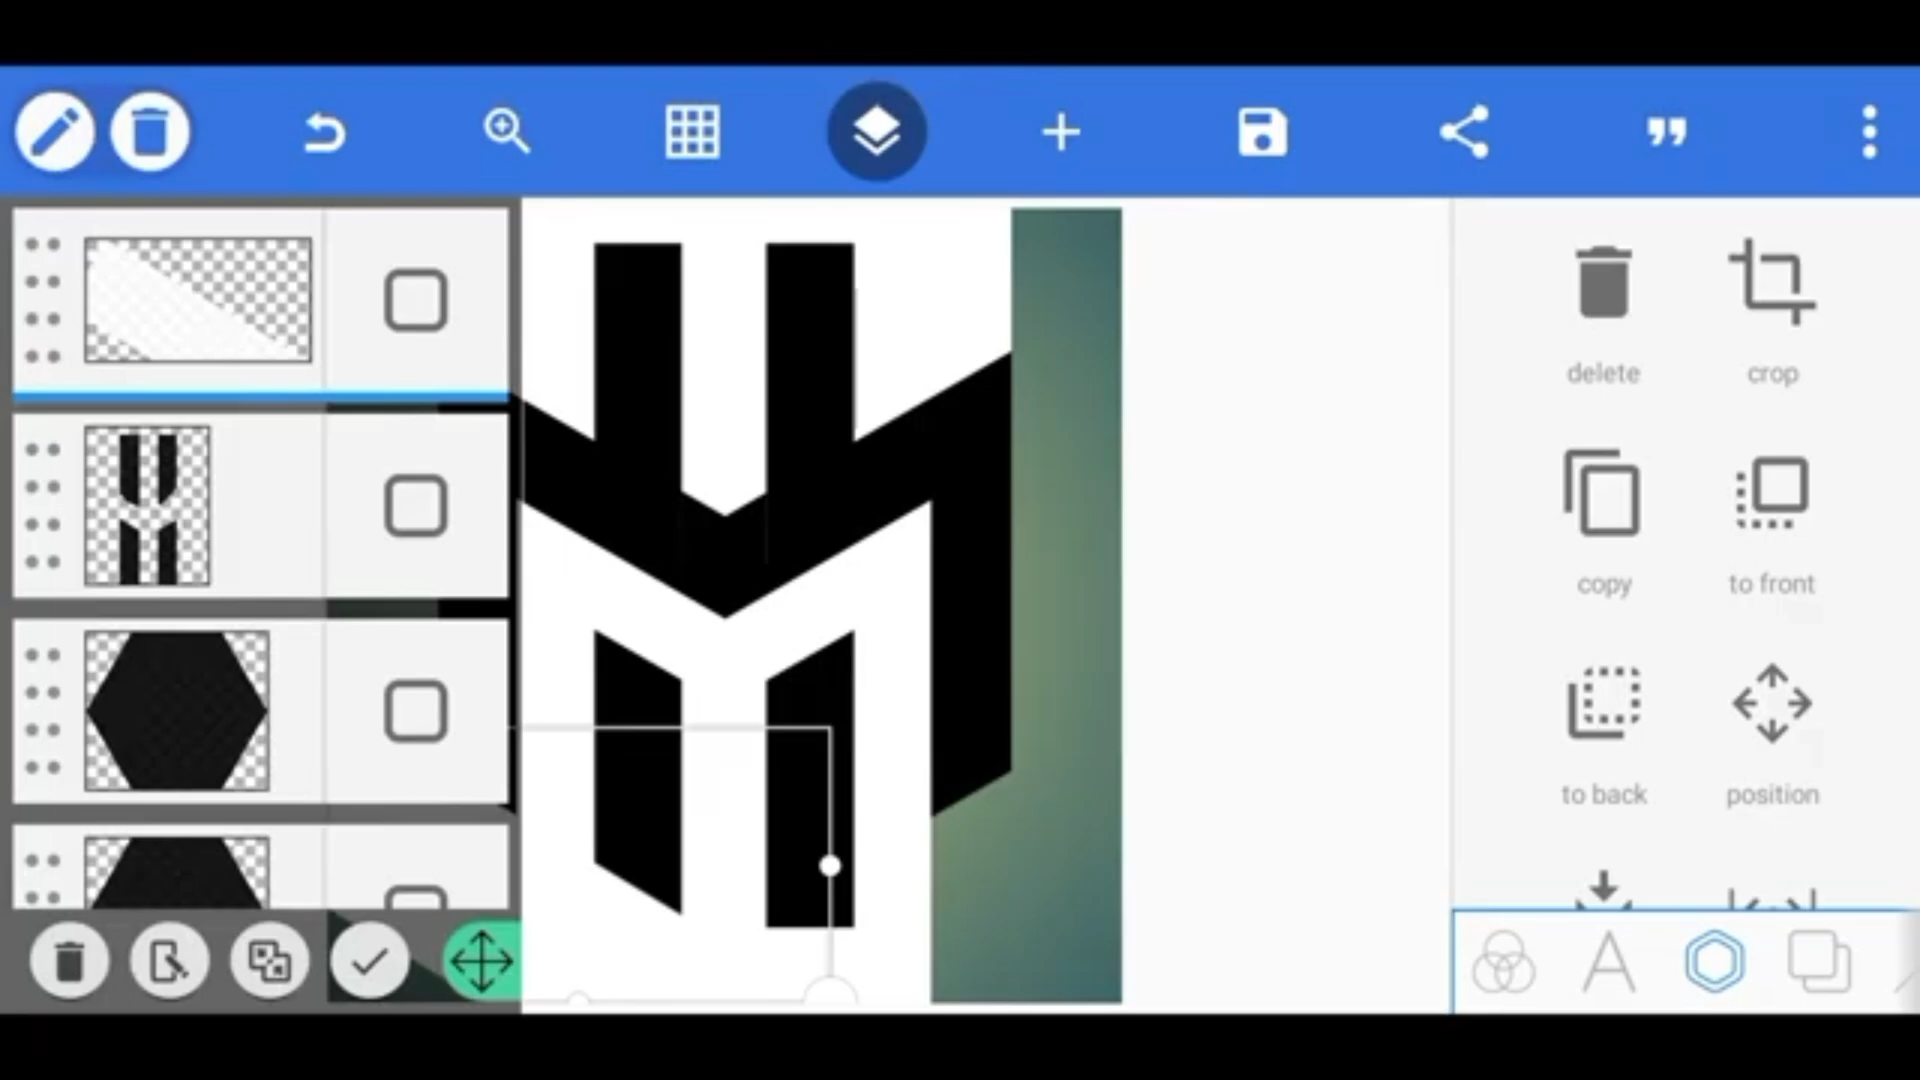 delete
crop
copy
to front
to back
position